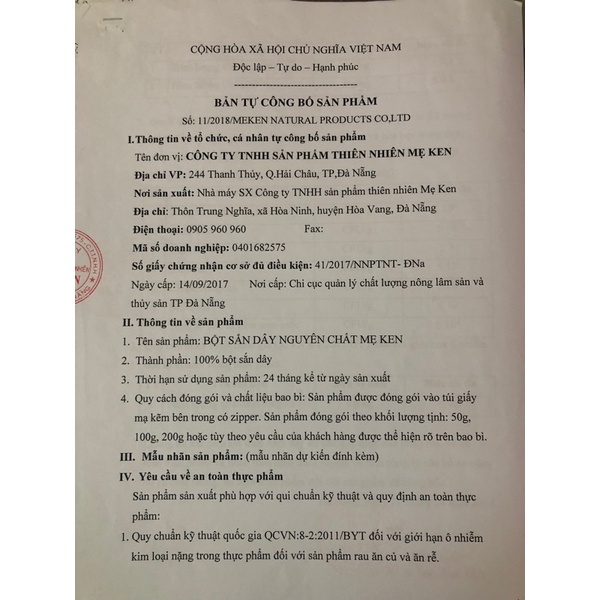 CỘNG HÒA XÃ HỘI CHỦ NGHĨA VIỆT NAM
Độc lập – Tự do – Hạnh phúc
BẢN TỰ CÔNG BỐ SẢN PHẨM
Số: 11/2018/MEKEN NATURAL PRODUCTS CO,LTD
I. Thông tin về tổ chức, cá nhân tự công bố sản phẩm
Tên đơn vị: CÔNG TY TNHH SẢN PHẨM THIÊN NHIÊN MẸ KEN
Địa chỉ VP: 244 Thanh Thủy, Q.Hải Châu, TP,Đà Nẵng
Nơi sản xuất: Nhà máy SX Công ty TNHH sản phẩm thiên nhiên Mẹ Ken
Địa chỉ: Thôn Trung Nghĩa, xã Hòa Ninh, huyện Hòa Vang, Đà Nẵng
Điện thoại: 0905 960 960 Fax:
Mã số doanh nghiệp: 0401682575
Số giấy chứng nhận cơ sở đủ điều kiện: 41/2017/NNPTNT- ĐNa
Ngày cấp: 14/09/2017 Nơi cấp: Chi cục quản lý chất lượng nông lâm sản và
thủy sản TP Đà Nẵng
II. Thông tin về sản phẩm
1. Tên sản phẩm: BỘT SẮN DÂY NGUYÊN CHẤT MẸ KEN
2. Thành phần: 100% bột sắn dây
3. Thời hạn sử dụng sản phẩm: 24 tháng kể từ ngày sản xuất
4. Quy cách đóng gói và chất liệu bao bì: Sản phẩm được đóng gói vào túi giấy
mạ kẽm bên trong có zipper. Sản phẩm đóng gói theo khối lượng tịnh: 50g,
100g, 200g hoặc tùy theo yêu cầu của khách hàng được thể hiện rõ trên bao bì.
III. Mẫu nhãn sản phẩm: (mẫu nhãn dự kiến đính kèm)
IV. Yêu cầu về an toàn thực phẩm
Sản phẩm sản xuất phù hợp với qui chuẩn kỹ thuật và quy định an toàn thực
phẩm:
1. Quy chuẩn kỹ thuật quốc gia QCVN:8-2:2011/BYT đối với giới hạn ô nhiễm
kim loại nặng trong thực phẩm đối với sản phẩm rau ăn củ và ăn rễ.